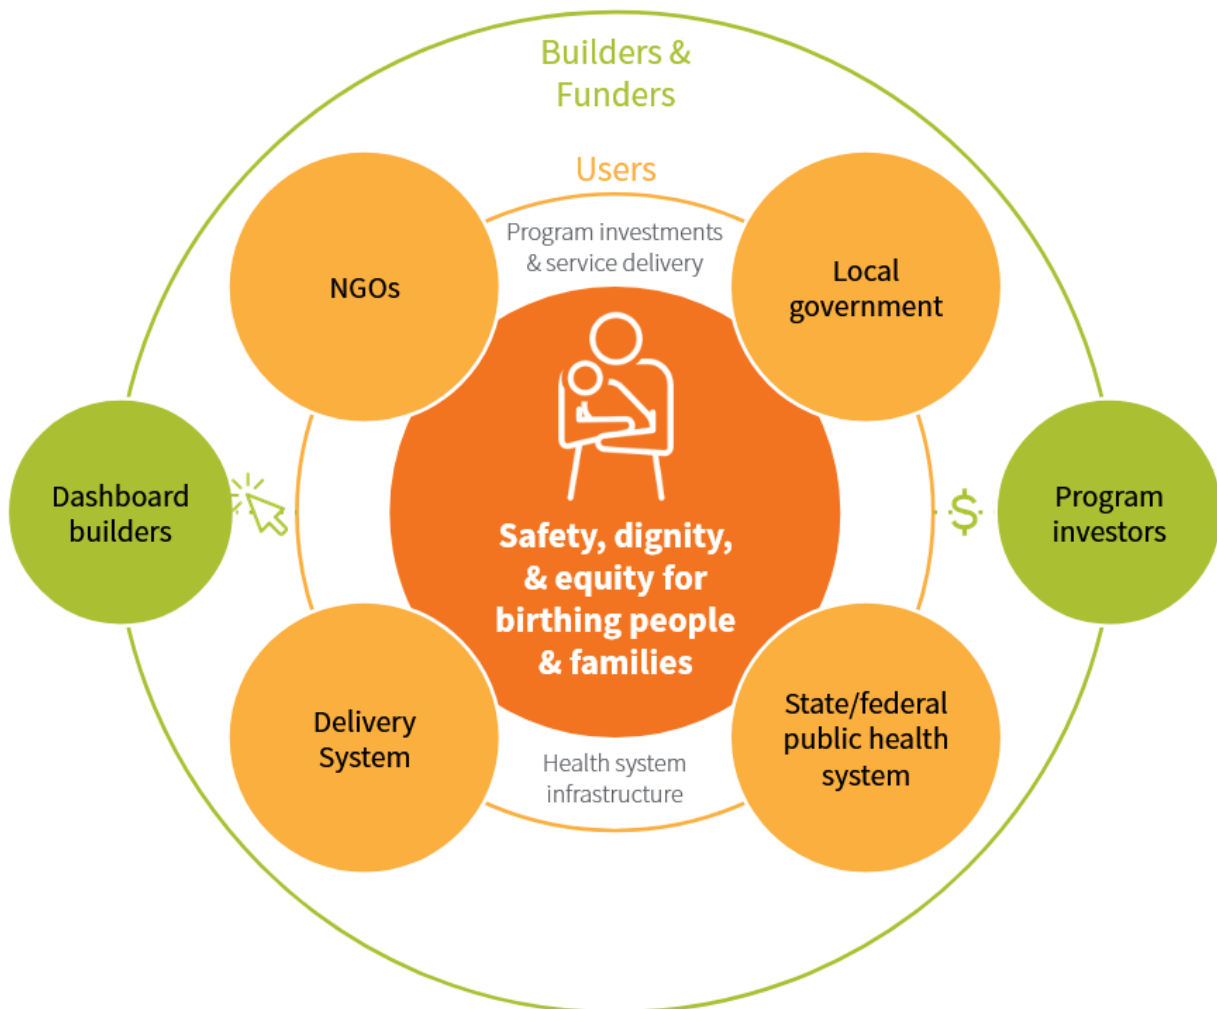 Builders &
Funders
Users
Program investments
& service delivery
NGOs
Local
government
Dashboard
builders
$
Program
investors
Safety, dignity,
& equity for
birthing people
& families
Delivery
System
State/federal
public health
system
Health system
infrastructure